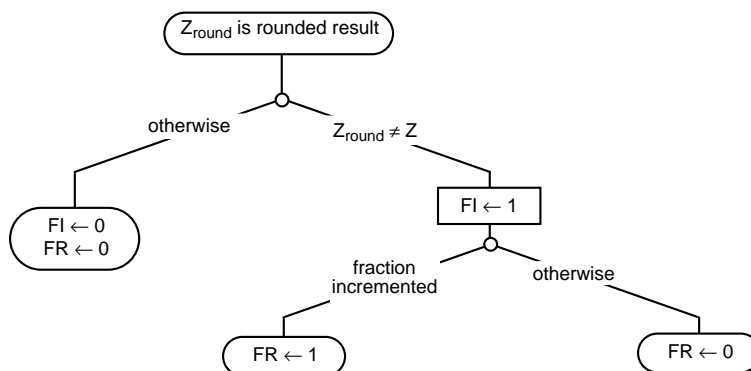 Zround is rounded result
otherwise
Zround ≠ Z
FI ← 0
FR ← 0
FI ← 1
fraction
incremented
otherwise
FR ← 1
FR ← 0